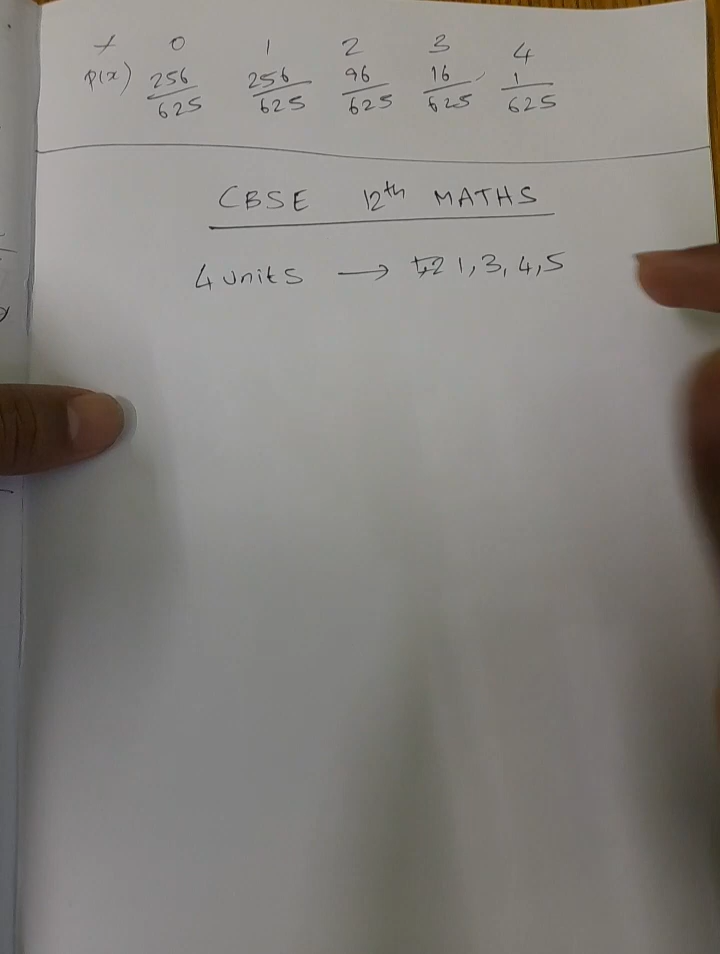 x 0 1 2 3 4
P(x) 256/625 256/625 96/625 16/625 1/625
CBSE 12th MATHS
4 units → 1, 3, 4, 5